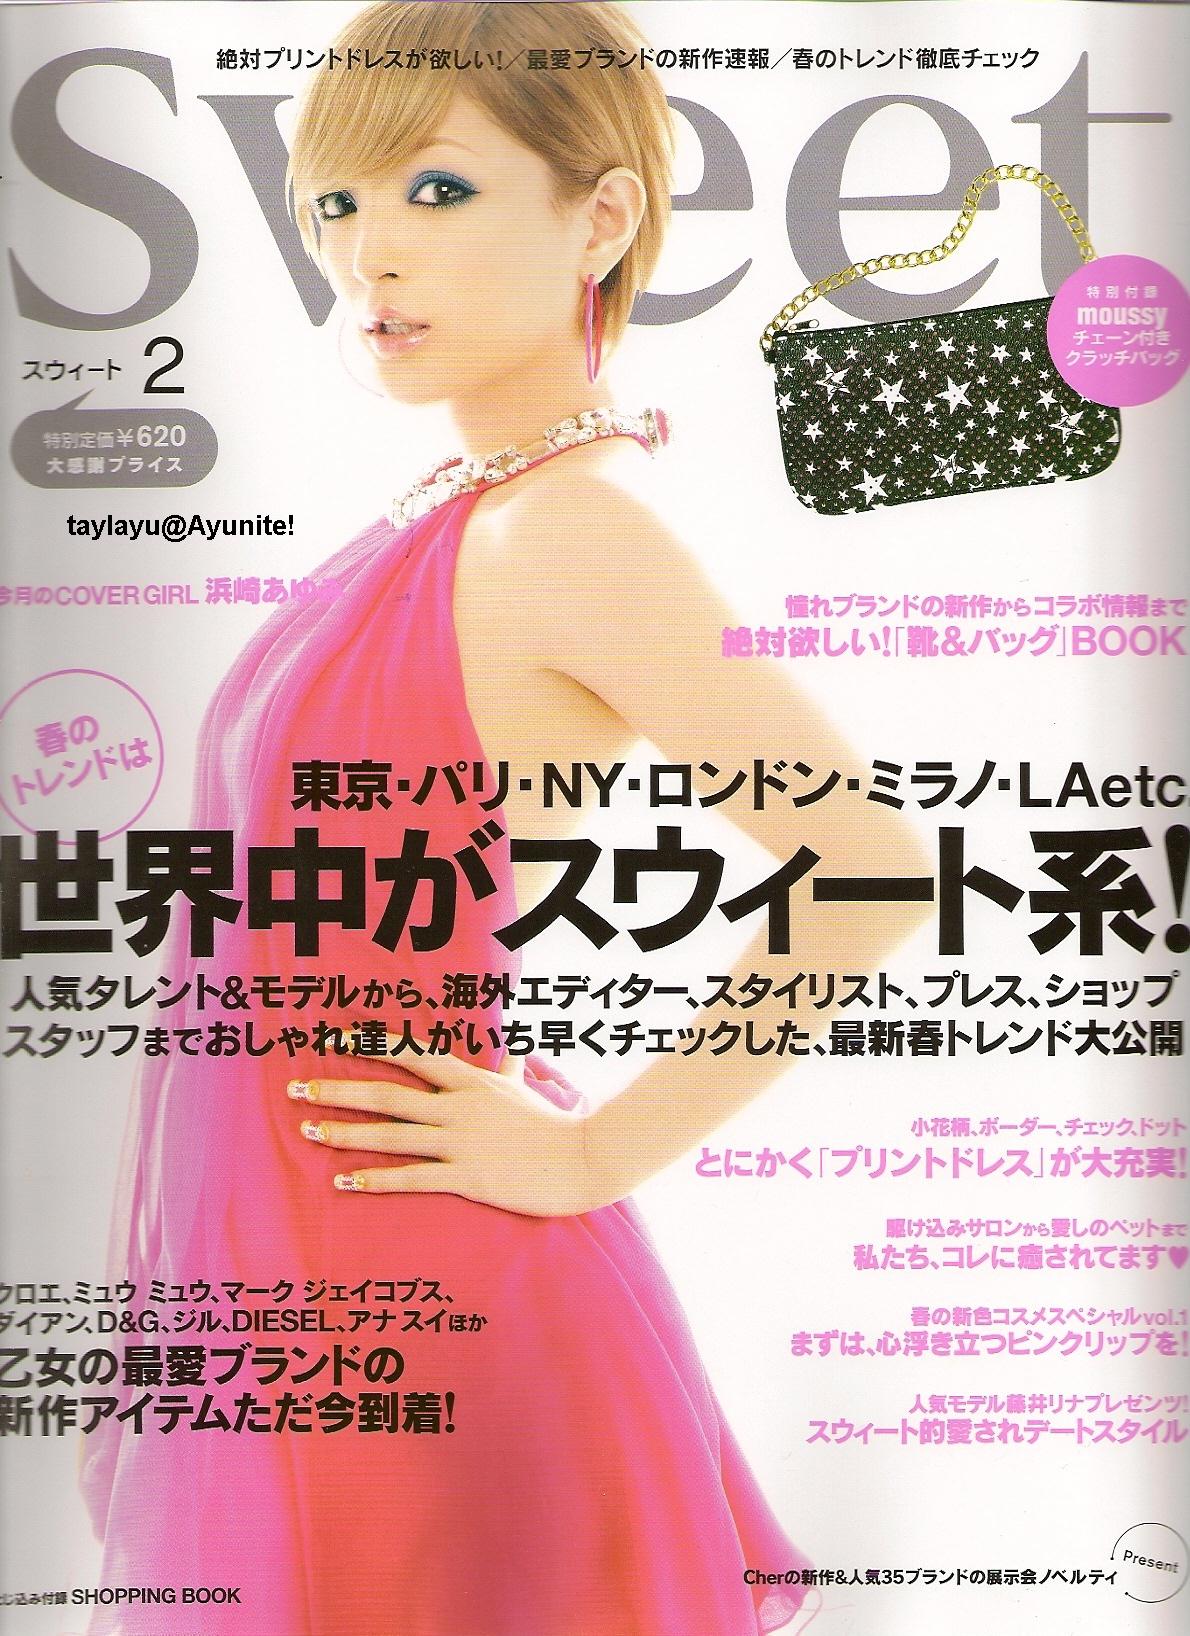 絶対プリントドレスが欲しい!/最愛ブランドの新作速報/春のトレンド徹底チェック
Sweet
スウィート 2
特別定価¥620
大感謝プライス
特別付録
moussy
チェーン付き
クラッチバッグ
taylayu@Ayunite!
今月のCOVER GIRL 浜崎あゆみ
憧れブランドの新作からコラボ情報まで
絶対欲しい!「靴&バッグ」BOOK
春の
トレンドは
東京・パリ・NY・ロンドン・ミラノ・LAetc.
世界中がスウィート系!
人気タレント&モデルから、海外エディター、スタイリスト、プレス、ショップ
スタッフまでおしゃれ達人がいち早くチェックした、最新春トレンド大公開
小花柄、ボーダー、チェック、ドット
とにかく「プリントドレス」が大充実!
駆け込みサロンから愛しのペットまで
私たち、コレに癒されてます♥
クロエ、ミュウ ミュウ、マーク ジェイコブス、
ダイアン、D&G、ジル、DIESEL、アナ スイほか
乙女の最愛ブランドの
新作アイテムただ今到着!
春の新色コスメスペシャルvol.1
まずは、心浮き立つピンクリップを!
人気モデル藤井リナプレゼンツ!
スウィート的愛されデートスタイル
Present
Cherの新作&人気35ブランドの展示会ノベルティ
とじ込み付録 SHOPPING BOOK